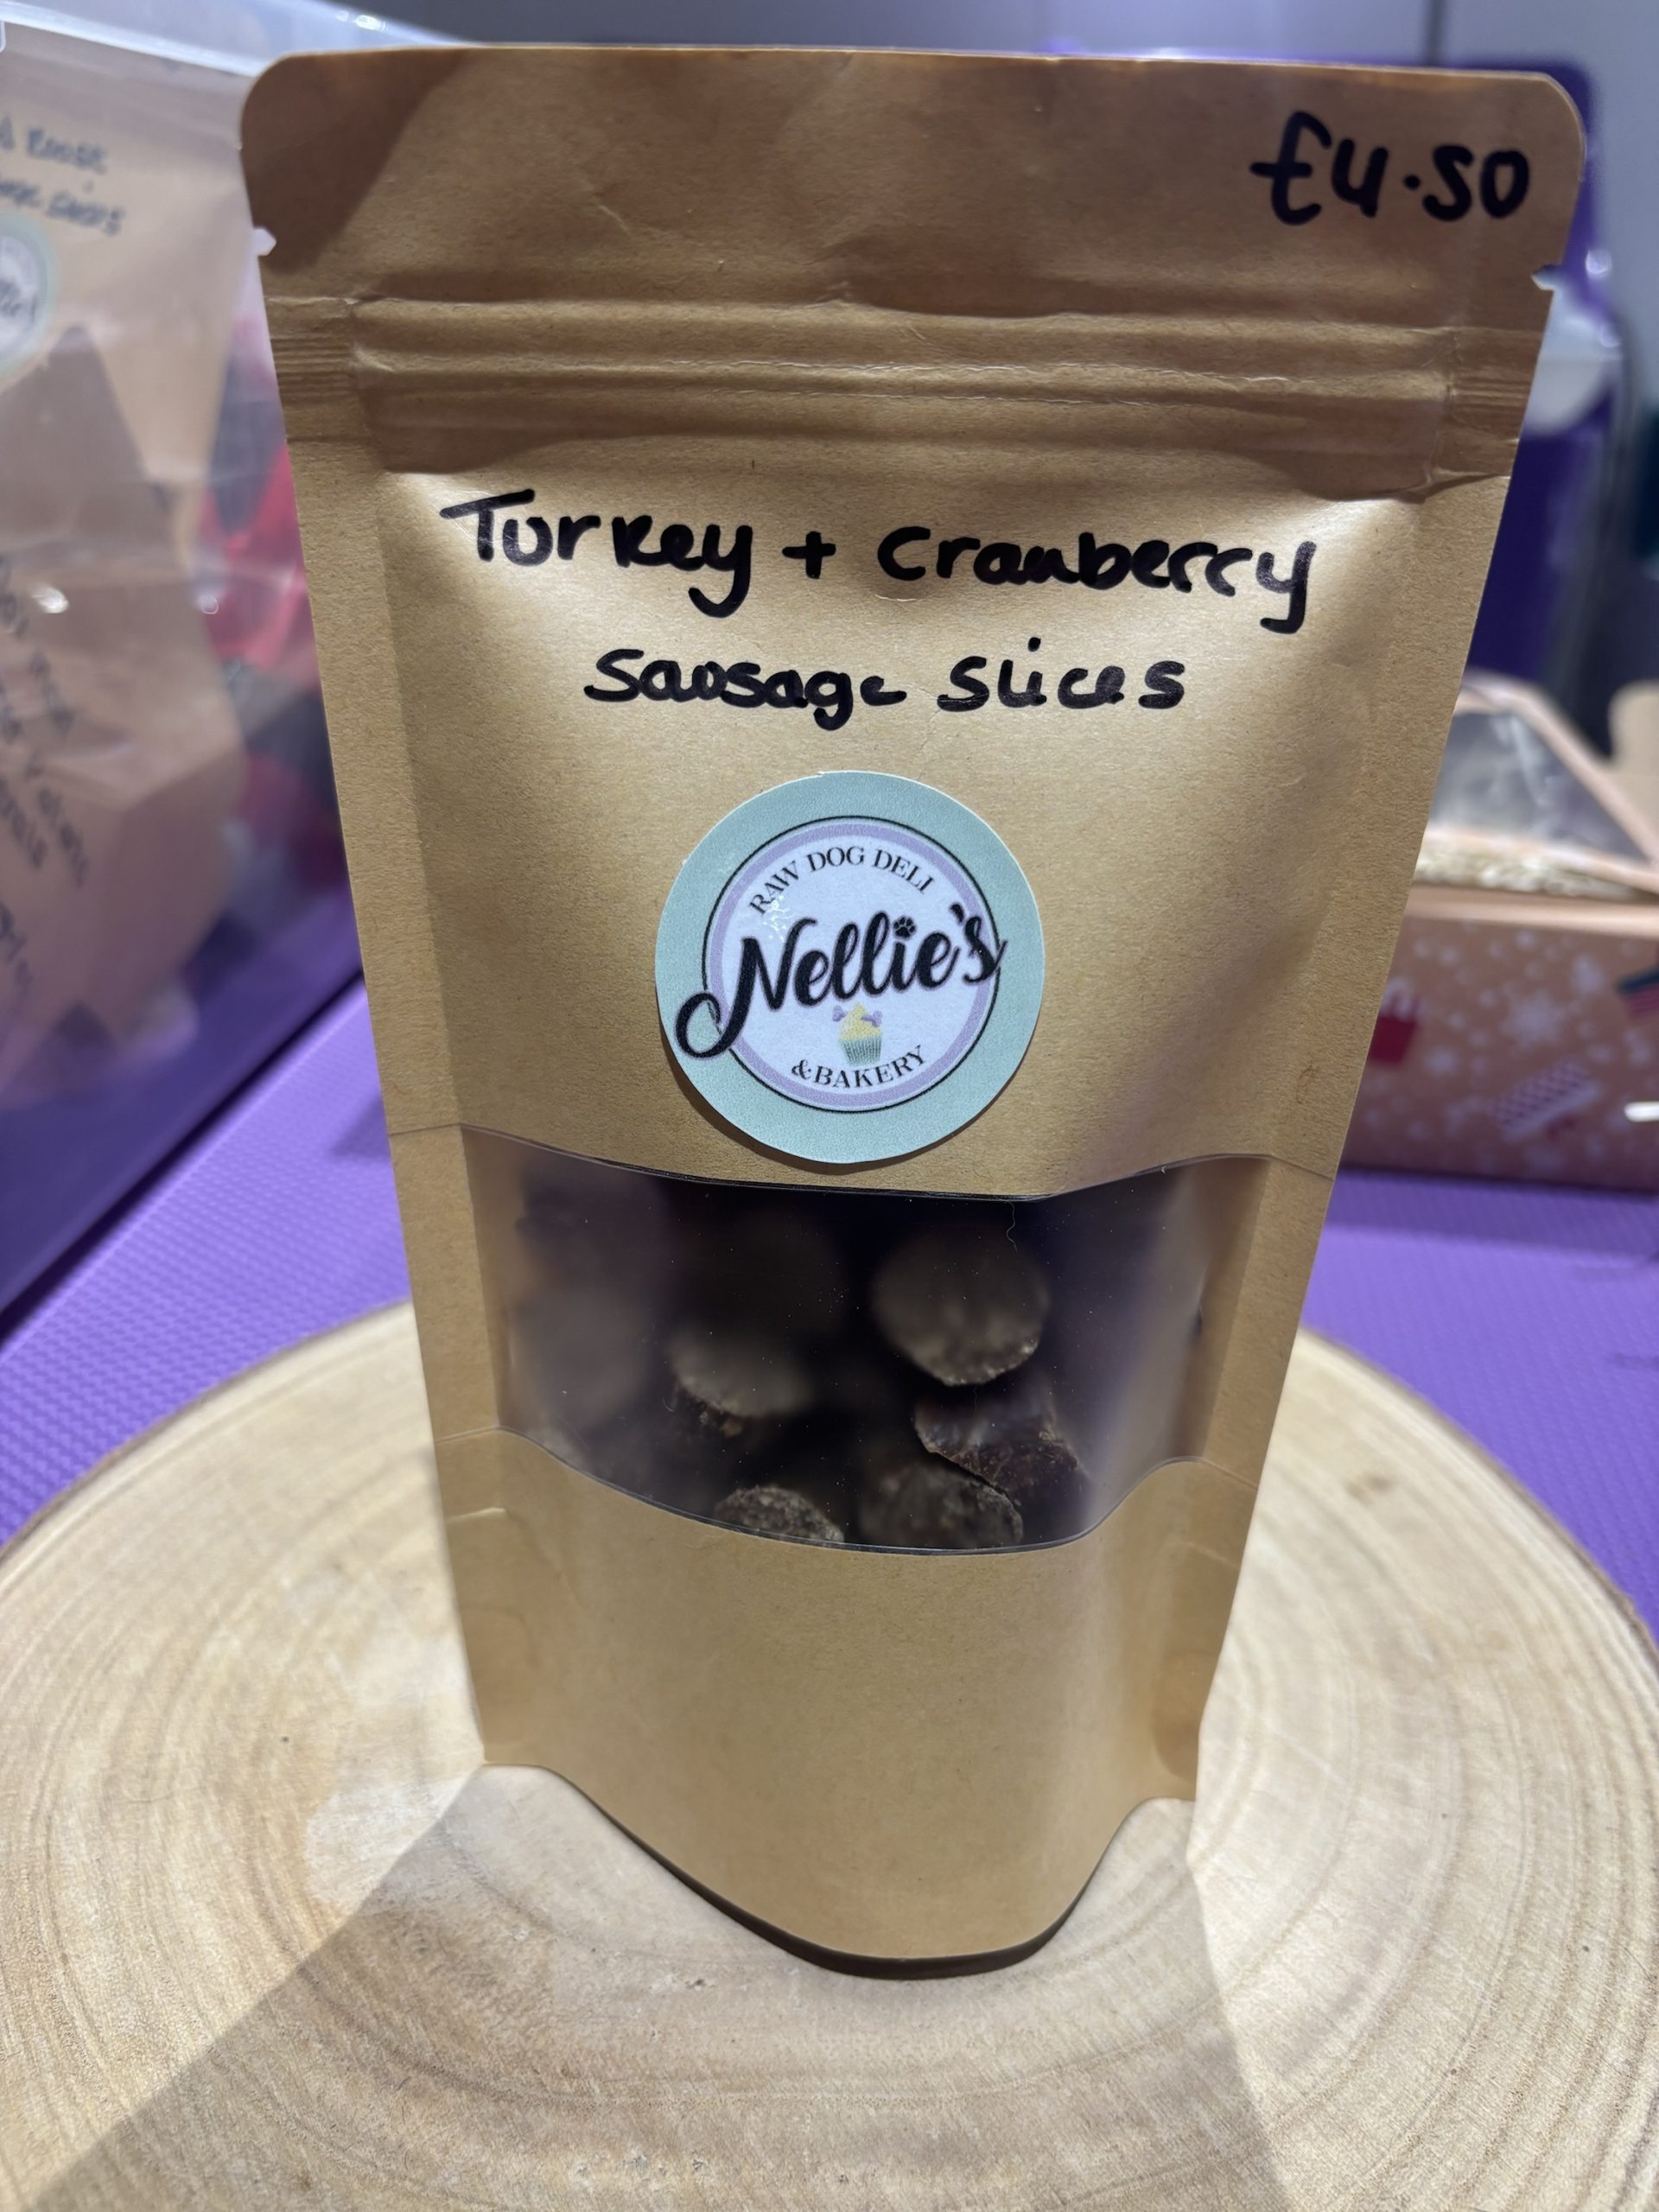 £4.50
Turkey + Cranberry
Sausage Slices
RAW DOG DELI
Nellie's
& BAKERY